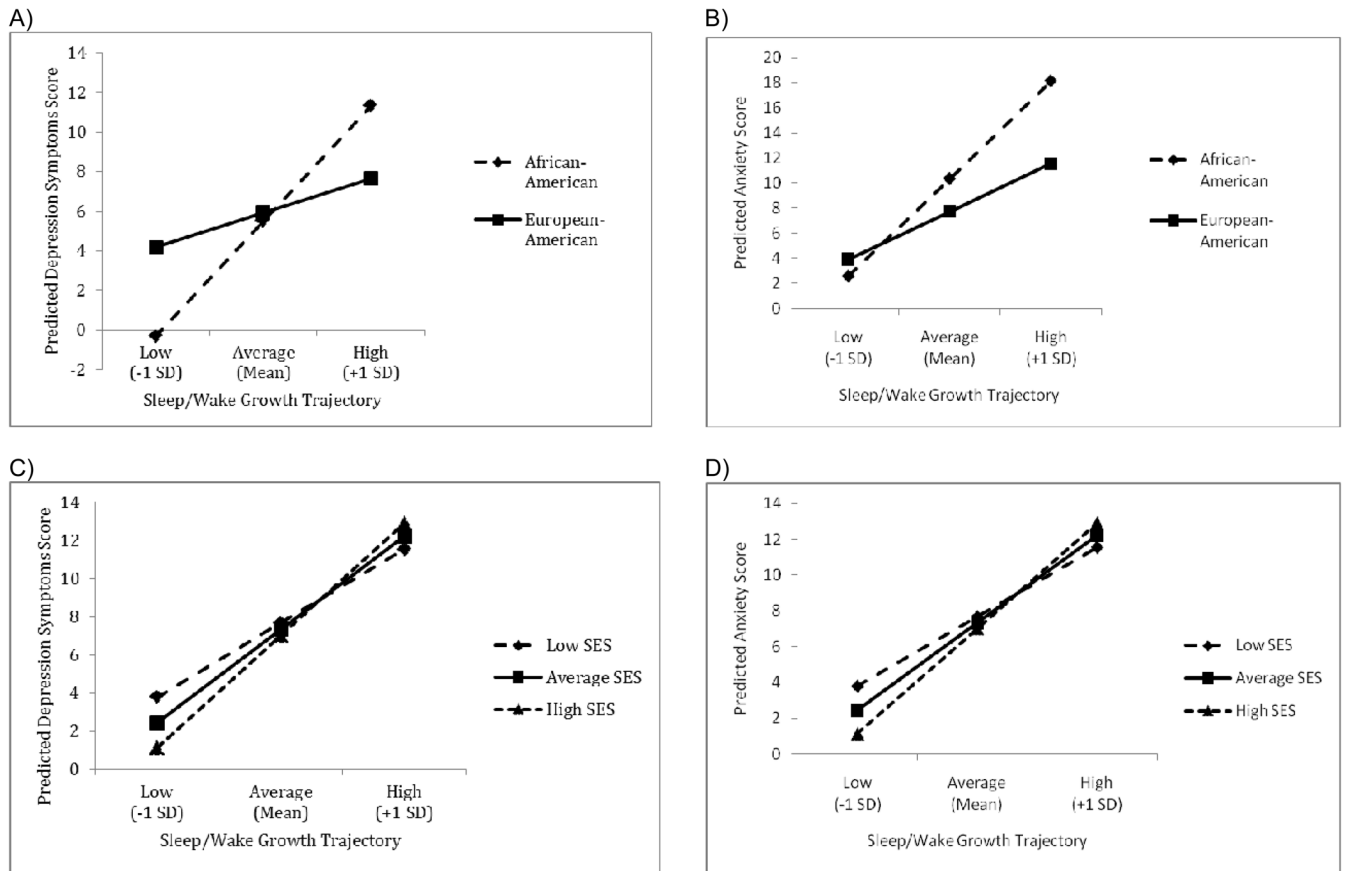 A)
14
12
10
8
6
4
2
0
-2
Predicted Depression Symptoms Score
Low
(-1 SD)
Average
(Mean)
High
(+1 SD)
Sleep/Wake Growth Trajectory
African-
American
European-
American
B)
20
18
16
14
12
10
8
6
4
2
0
Predicted Anxiety Score
Low
(-1 SD)
Average
(Mean)
High
(+1 SD)
Sleep/Wake Growth Trajectory
African-
American
European-
American
C)
14
12
10
8
6
4
2
0
Predicted Depression Symptoms Score
Low
(-1 SD)
Average
(Mean)
High
(+1 SD)
Sleep/Wake Growth Trajectory
Low SES
Average SES
High SES
D)
14
12
10
8
6
4
2
0
Predicted Anxiety Score
Low
(-1 SD)
Average
(Mean)
High
(+1 SD)
Sleep/Wake Growth Trajectory
Low SES
Average SES
High SES